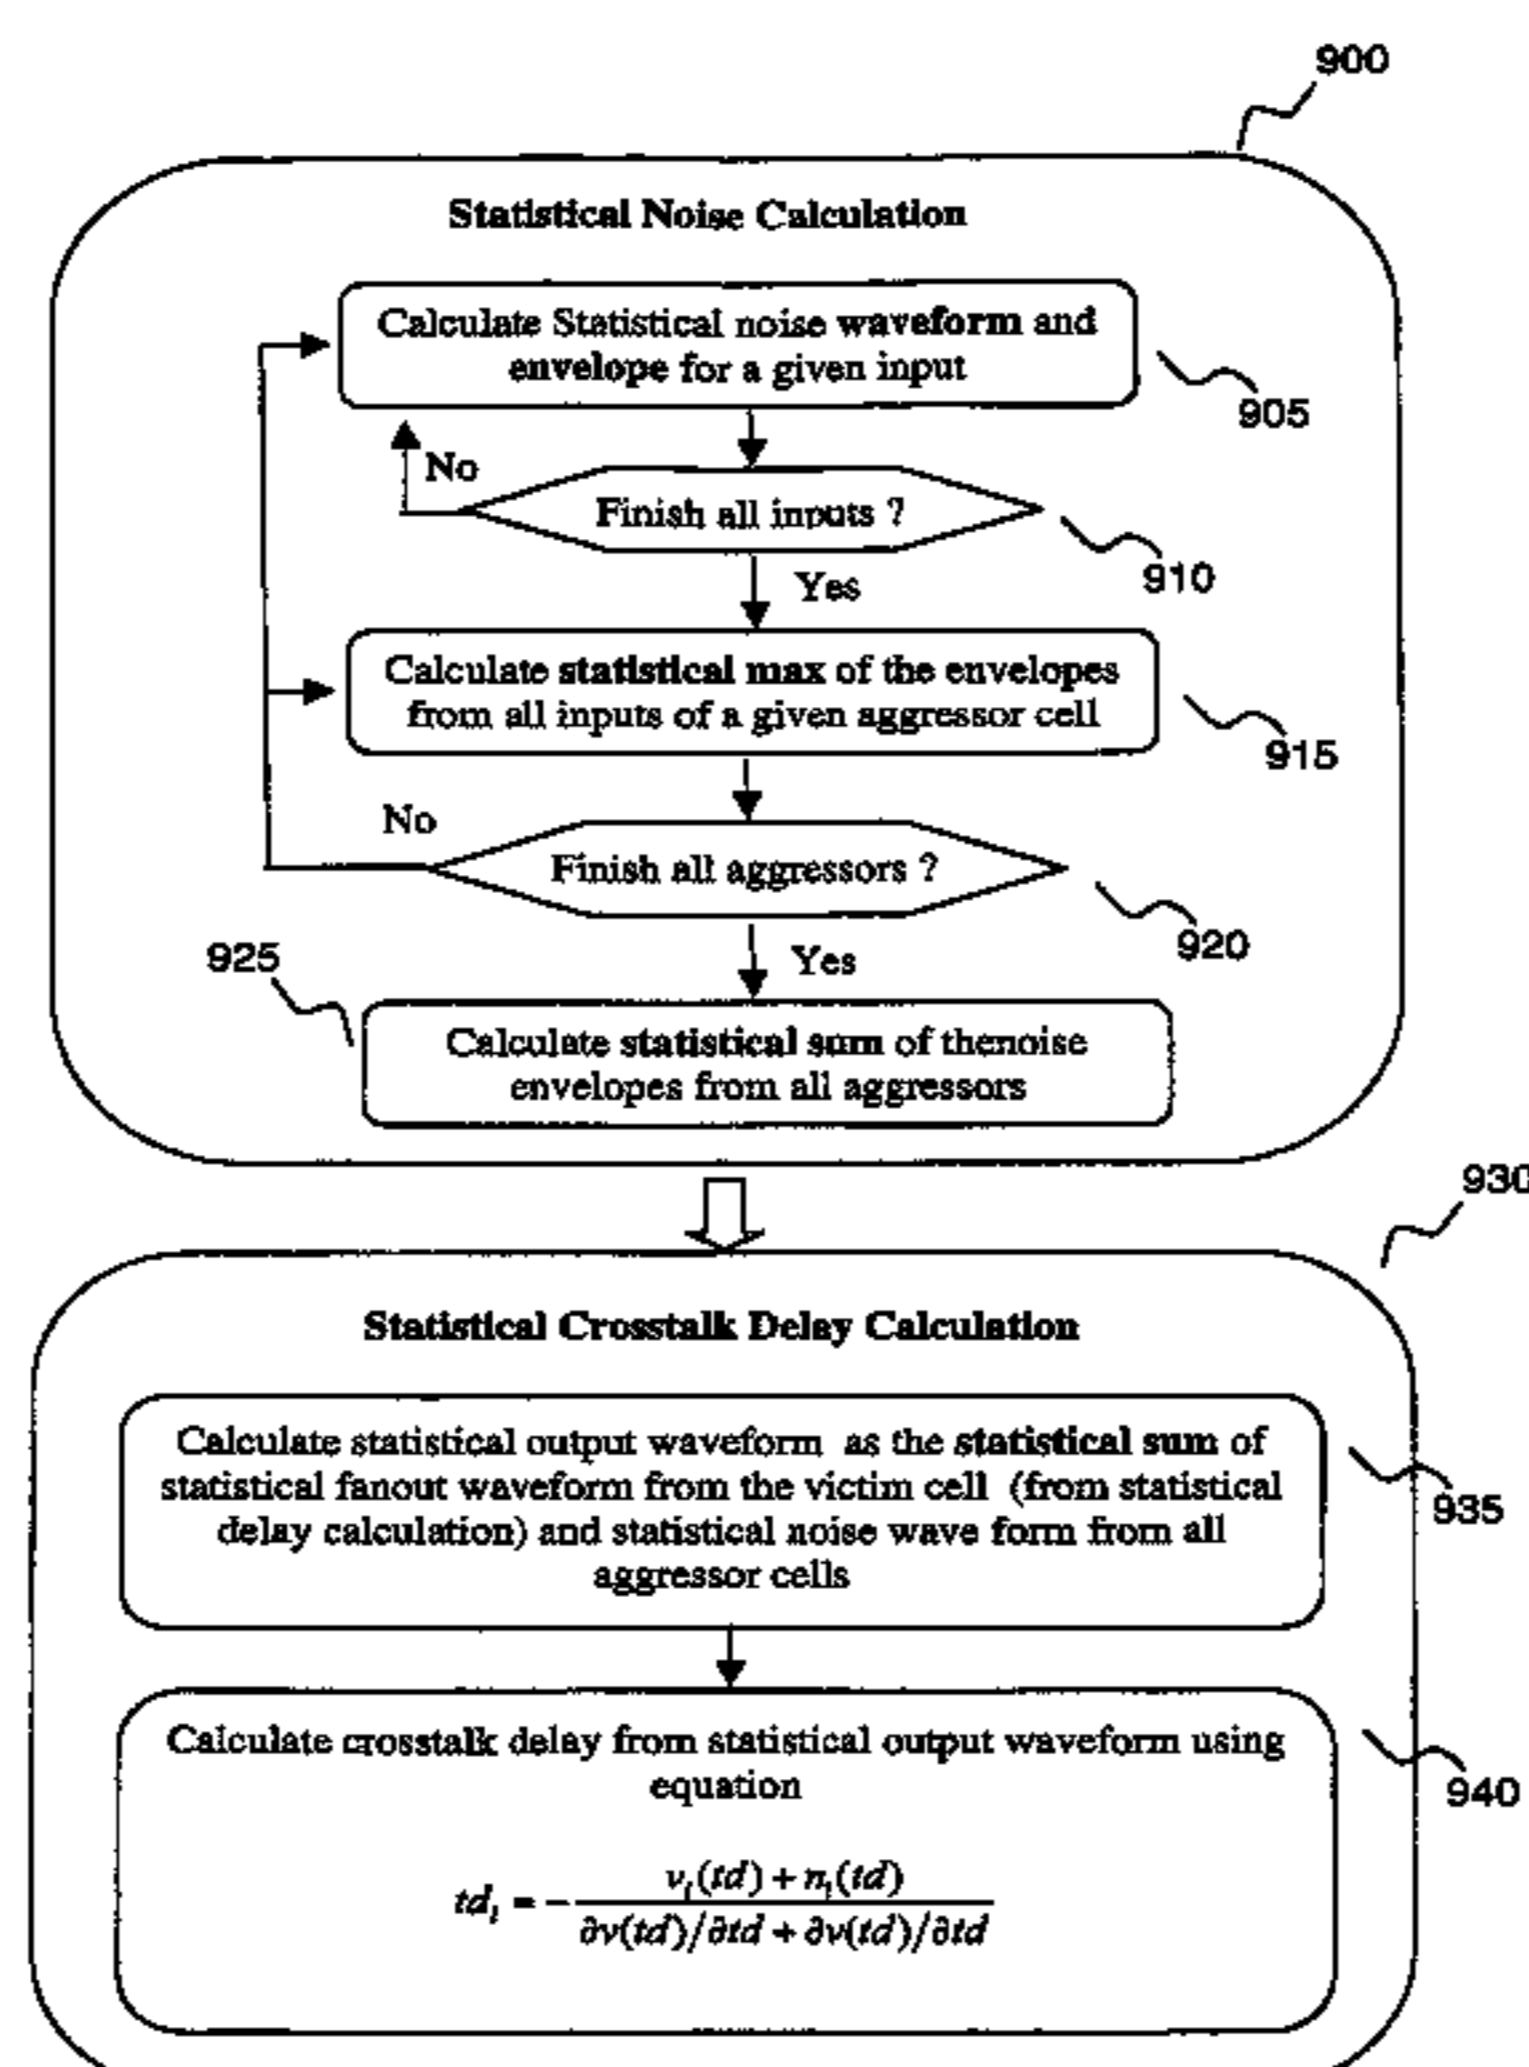 900
Statistical Noise Calculation
Calculate Statistical noise waveform and
envelope for a given input
905
No
Finish all inputs ?
910
Yes
Calculate statistical max of the envelopes
from all inputs of a given aggressor cell
915
No
Finish all aggressors ?
920
925
Yes
Calculate statistical sum of thenoise
envelopes from all aggressors
930
Statistical Crosstalk Delay Calculation
Calculate statistical output waveform as the statistical sum of
statistical fanout waveform from the victim cell (from statistical
delay calculation) and statistical noise wave form from all
aggressor cells
935
Calculate crosstalk delay from statistical output waveform using
equation
940
td_i = - (v_i(td) + n_i(td)) / (∂v(td)/∂td + ∂v(td)/∂td)